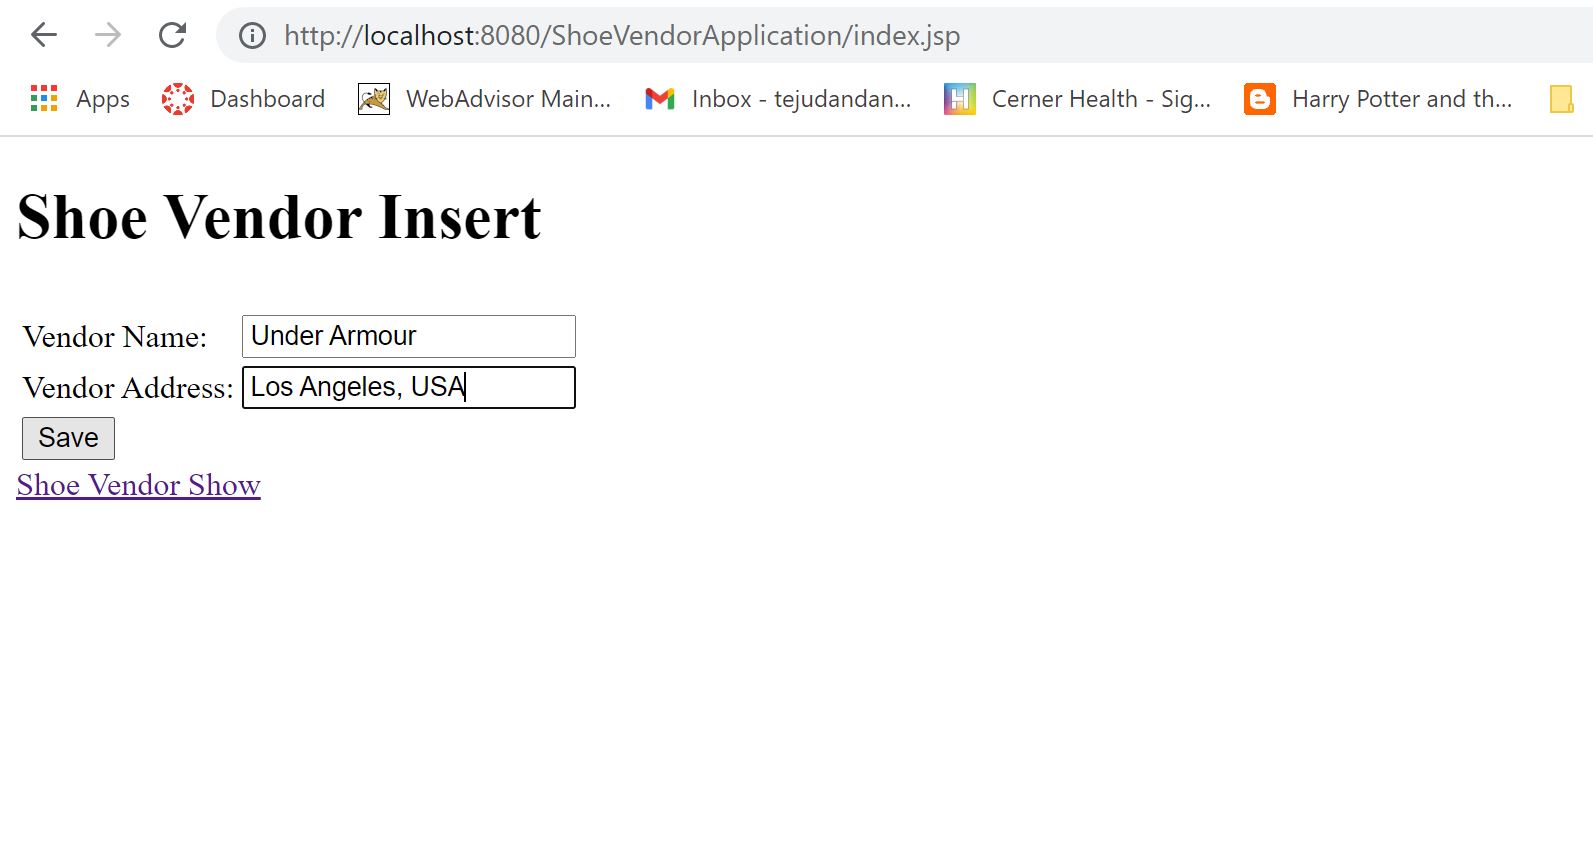 http://localhost:8080/ShoeVendorApplication/index.jsp
Apps Dashboard WebAdvisor Main... Inbox - tejudandan... Cerner Health - Sig... Harry Potter and th...
Shoe Vendor Insert
Vendor Name: Under Armour
Vendor Address: Los Angeles, USA
Save
Shoe Vendor Show